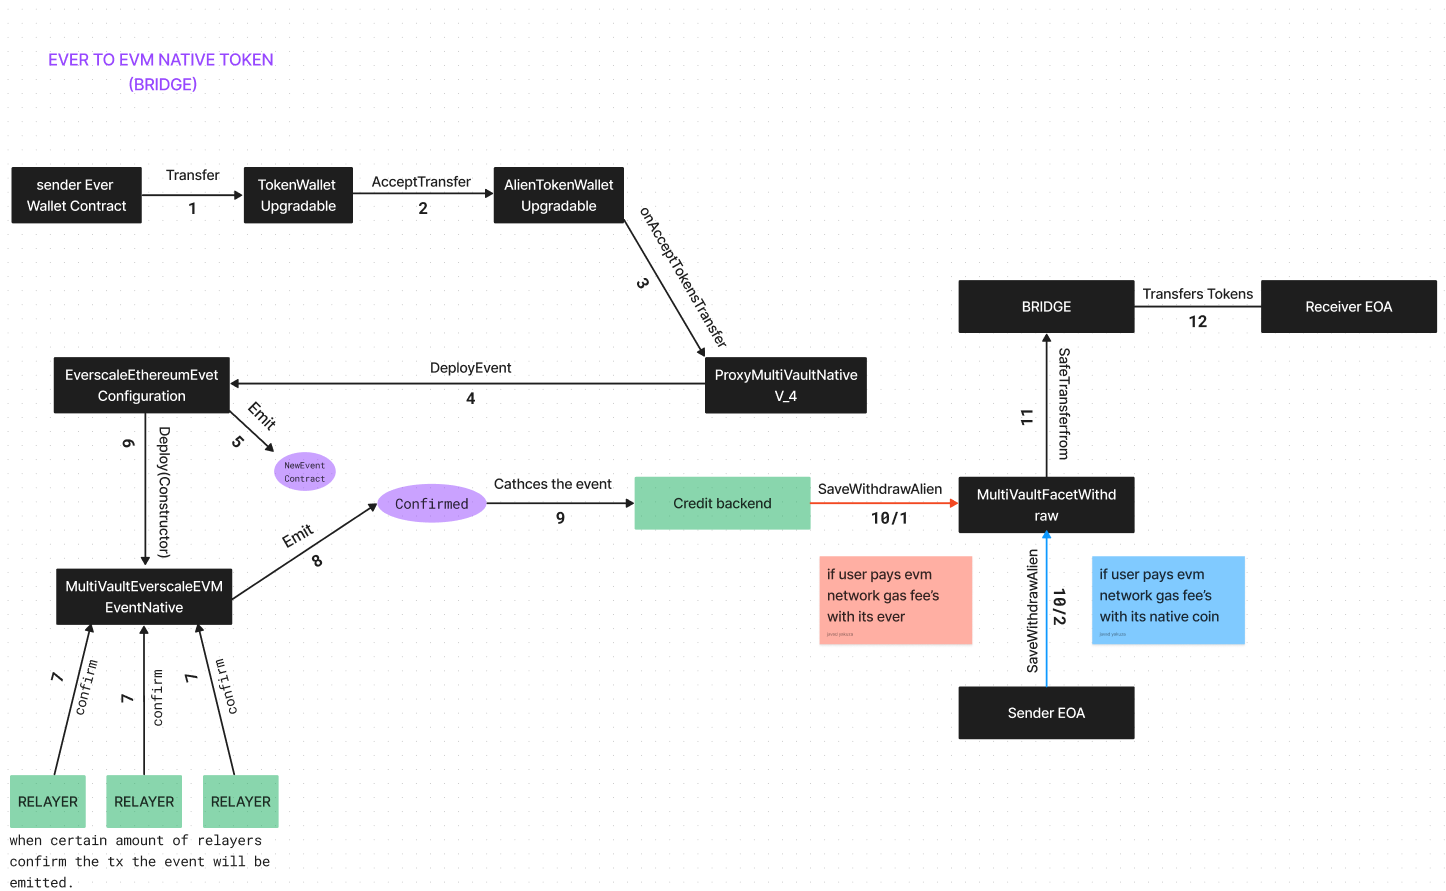 EVER TO EVM NATIVE TOKEN
(BRIDGE)
sender Ever
Wallet Contract
Transfer
1
TokenWallet
Upgradable
AcceptTransfer
2
AlienTokenWallet
Upgradable
onAcceptTokensTransfer
3
ProxyMultiVaultNative
V_4
DeployEvent
4
EverscaleEthereumEvet
Configuration
Emit
5
NewEvent
Contract
6
Deploy(Constructor)
MultiVaultEverscaleEVM
EventNative
7
confirm
7
confirm
7
confirm
RELAYER
RELAYER
RELAYER
when certain amount of relayers
confirm the tx the event will be
emitted.
Emit
8
Confirmed
Cathces the event
9
Credit backend
SaveWithdrawAlien
10/1
MultiVaultFacetWithd
raw
if user pays evm
network gas fee's
with its ever
SaveWithdrawAlien
10/2
if user pays evm
network gas fee's
with its native coin
Sender EOA
11
SafeTransferfrom
BRIDGE
Transfers Tokens
12
Receiver EOA